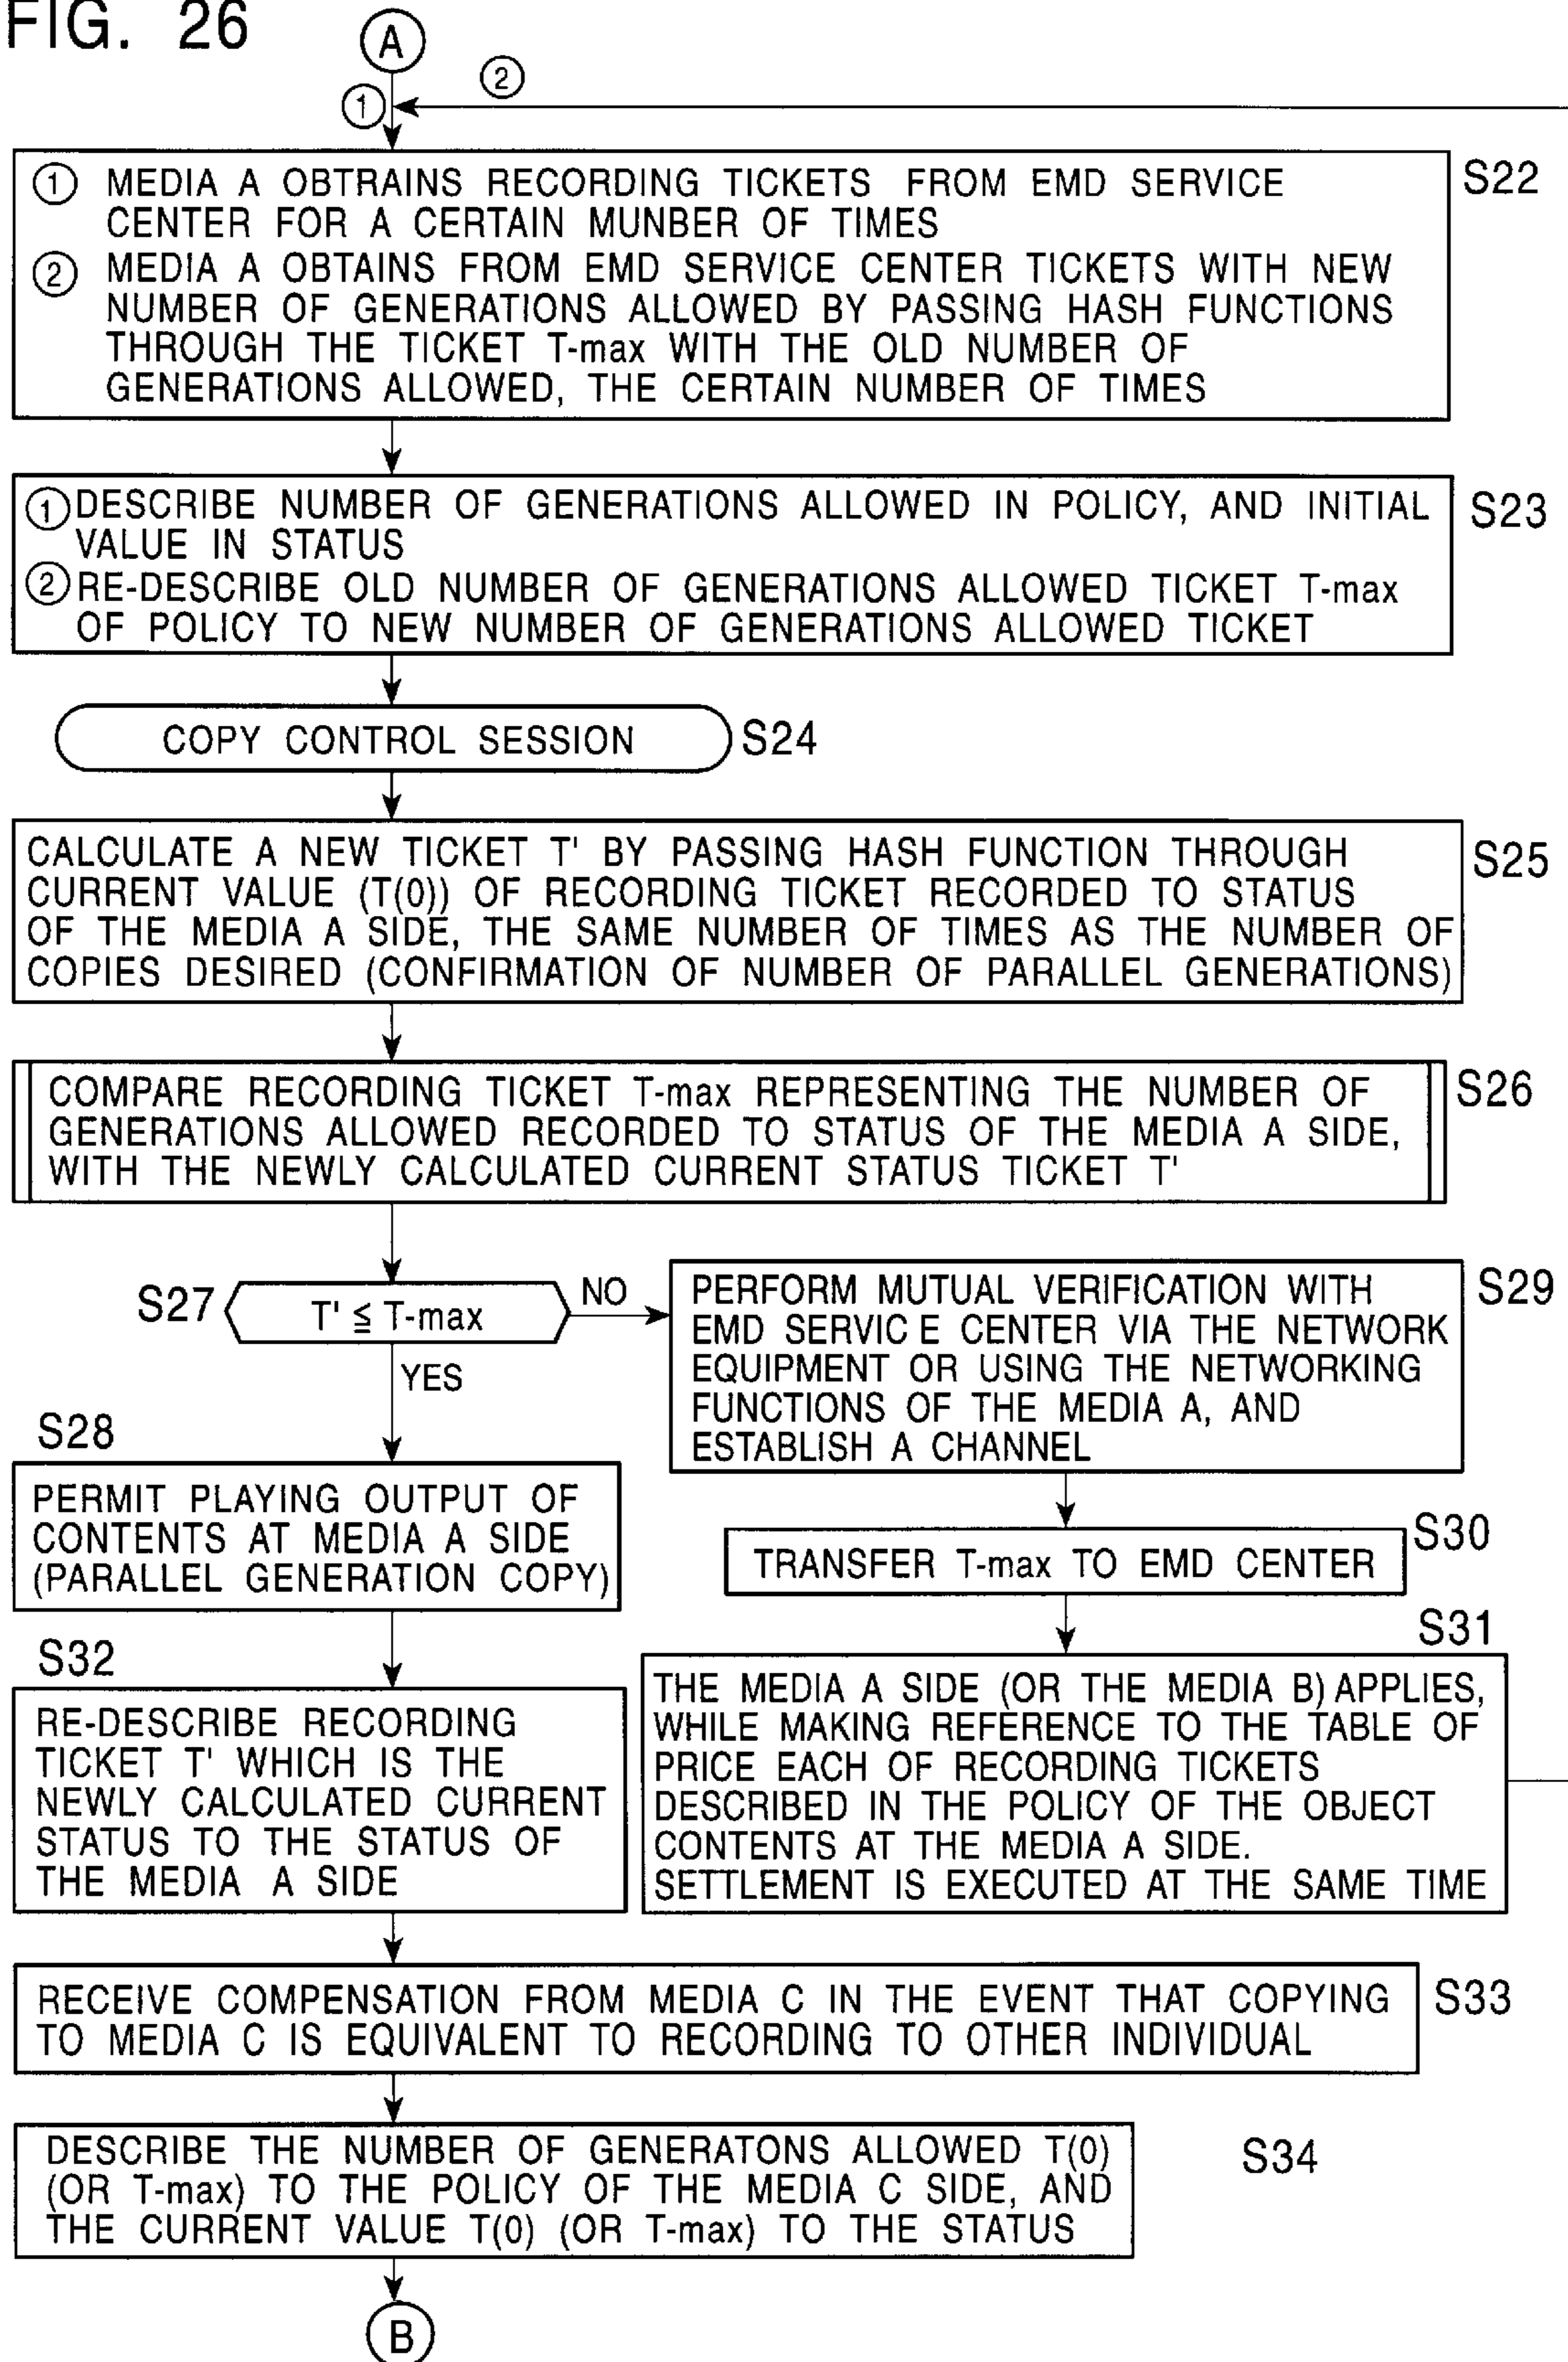 FIG. 26
A
②
①
① MEDIA A OBTRAINS RECORDING TICKETS FROM EMD SERVICE
CENTER FOR A CERTAIN MUNBER OF TIMES
② MEDIA A OBTAINS FROM EMD SERVICE CENTER TICKETS WITH NEW
NUMBER OF GENERATIONS ALLOWED BY PASSING HASH FUNCTIONS
THROUGH THE TICKET T-max WITH THE OLD NUMBER OF
GENERATIONS ALLOWED, THE CERTAIN NUMBER OF TIMES
S22
① DESCRIBE NUMBER OF GENERATIONS ALLOWED IN POLICY, AND INITIAL
VALUE IN STATUS
② RE-DESCRIBE OLD NUMBER OF GENERATIONS ALLOWED TICKET T-max
OF POLICY TO NEW NUMBER OF GENERATIONS ALLOWED TICKET
S23
COPY CONTROL SESSION
S24
CALCULATE A NEW TICKET T' BY PASSING HASH FUNCTION THROUGH
CURRENT VALUE (T(0)) OF RECORDING TICKET RECORDED TO STATUS
OF THE MEDIA A SIDE, THE SAME NUMBER OF TIMES AS THE NUMBER OF
COPIES DESIRED (CONFIRMATION OF NUMBER OF PARALLEL GENERATIONS)
S25
COMPARE RECORDING TICKET T-max REPRESENTING THE NUMBER OF
GENERATIONS ALLOWED RECORDED TO STATUS OF THE MEDIA A SIDE,
WITH THE NEWLY CALCULATED CURRENT STATUS TICKET T'
S26
S27
T' ≦ T-max
NO
YES
PERFORM MUTUAL VERIFICATION WITH
EMD SERVIC E CENTER VIA THE NETWORK
EQUIPMENT OR USING THE NETWORKING
FUNCTIONS OF THE MEDIA A, AND
ESTABLISH A CHANNEL
S29
S28
PERMIT PLAYING OUTPUT OF
CONTENTS AT MEDIA A SIDE
(PARALLEL GENERATION COPY)
TRANSFER T-max TO EMD CENTER
S30
S31
THE MEDIA A SIDE (OR THE MEDIA B) APPLIES,
WHILE MAKING REFERENCE TO THE TABLE OF
PRICE EACH OF RECORDING TICKETS
DESCRIBED IN THE POLICY OF THE OBJECT
CONTENTS AT THE MEDIA A SIDE.
SETTLEMENT IS EXECUTED AT THE SAME TIME
S32
RE-DESCRIBE RECORDING
TICKET T' WHICH IS THE
NEWLY CALCULATED CURRENT
STATUS TO THE STATUS OF
THE MEDIA A SIDE
RECEIVE COMPENSATION FROM MEDIA C IN THE EVENT THAT COPYING
TO MEDIA C IS EQUIVALENT TO RECORDING TO OTHER INDIVIDUAL
S33
DESCRIBE THE NUMBER OF GENERATONS ALLOWED T(0)
(OR T-max) TO THE POLICY OF THE MEDIA C SIDE, AND
THE CURRENT VALUE T(0) (OR T-max) TO THE STATUS
S34
B